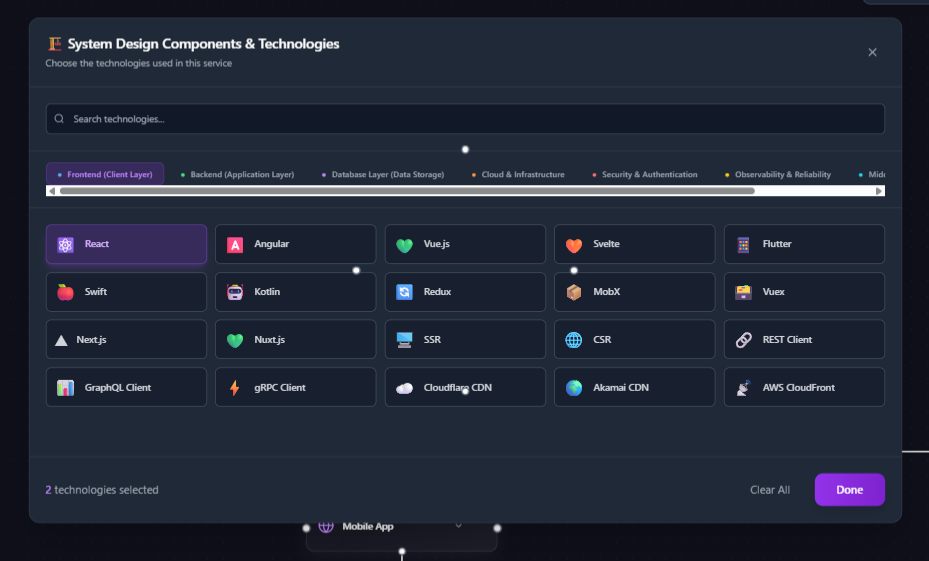 System Design Components & Technologies
Choose the technologies used in this service
Search technologies...
Frontend (Client Layer) Backend (Application Layer) Database Layer (Data Storage) Cloud & Infrastructure Security & Authentication Observability & Reliability
React Angular Vue.js Svelte Flutter
Swift Kotlin Redux MobX Vuex
Next.js Nuxt.js SSR CSR REST Client
GraphQL Client gRPC Client Cloudflare CDN Akamai CDN AWS CloudFront
2 technologies selected Clear All Done
Mobile App